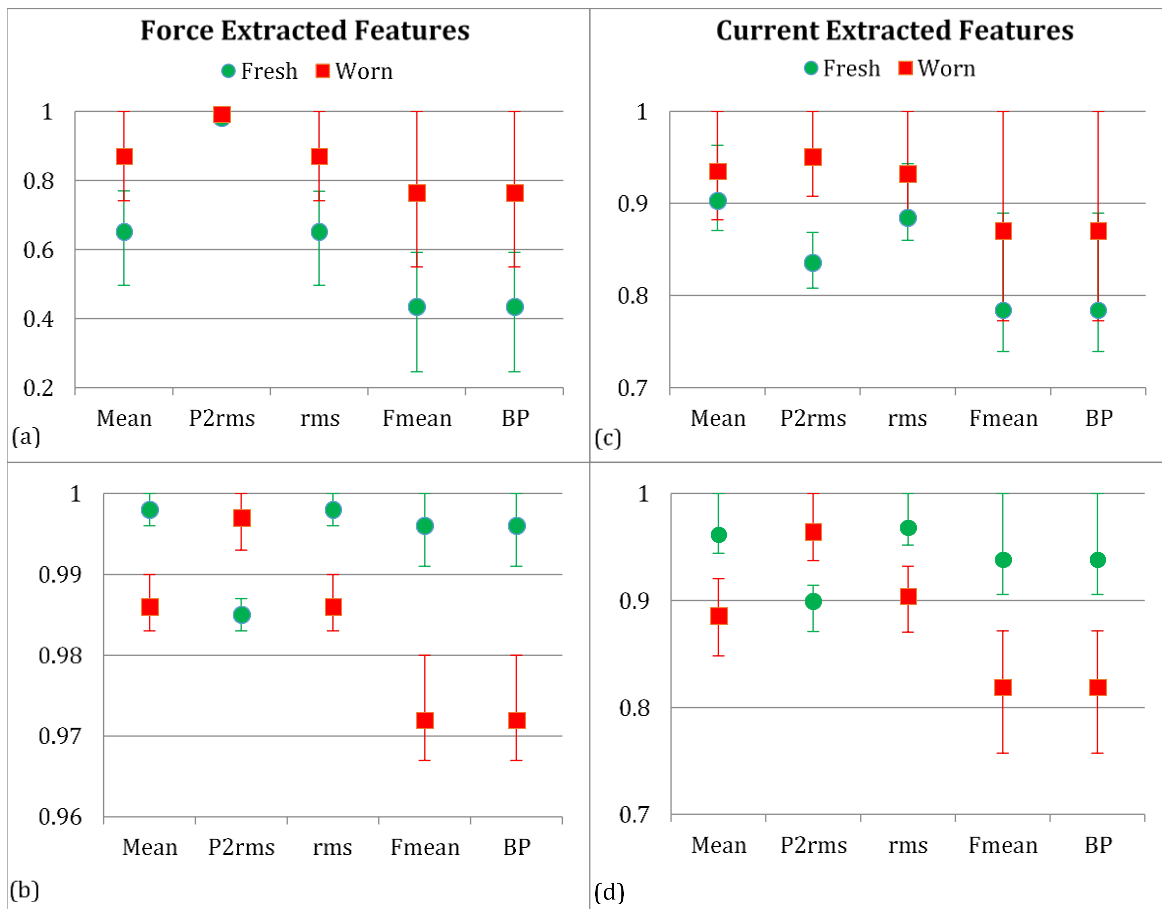 Force Extracted Features
Fresh Worn
1
0.8
0.6
0.4
0.2
Mean P2rms rms Fmean BP
(a)
Current Extracted Features
Fresh Worn
1
0.9
0.8
0.7
Mean P2rms rms Fmean BP
(c)
1
0.99
0.98
0.97
0.96
Mean P2rms rms Fmean BP
(b)
1
0.9
0.8
0.7
Mean P2rms rms Fmean BP
(d)